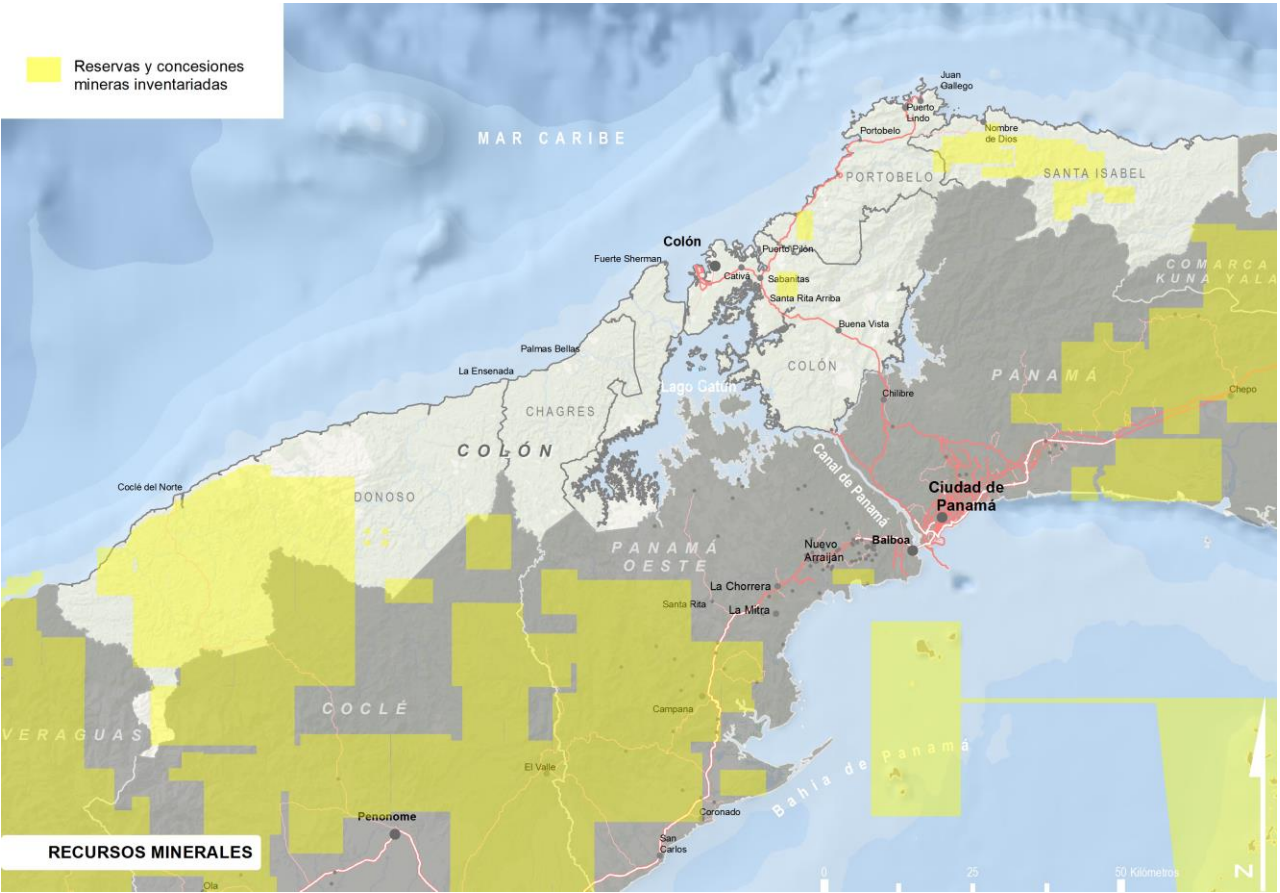 Reservas y concesiones
mineras inventariadas
MAR CARIBE
Juan
Gallego
Puerto
Lindo
Portobelo
Nombre
de Dios
PORTOBELO
SANTA ISABEL
Colón
Fuerte Sherman
Puerto Pilón
Cativá
Sabanitas
COMARCA
KUNA YALA
Santa Rita Arriba
Buena Vista
Palmas Bellas
La Ensenada
COLÓN
Lago Gatún
PANAMÁ
Chepo
Chilibre
CHAGRES
COLÓN
Canal de Panamá
Coclé del Norte
DONOSO
Ciudad de
Panamá
PANAMÁ
OESTE
Nuevo
Arraiján
Balboa
La Chorrera
Santa Rita
La Mitra
COCLÉ
Campana
VERAGUAS
Bahia de Panamá
El Valle
Coronado
Penonome
San
Carlos
RECURSOS MINERALES
Ola
0 25 50 Kilómetros
N